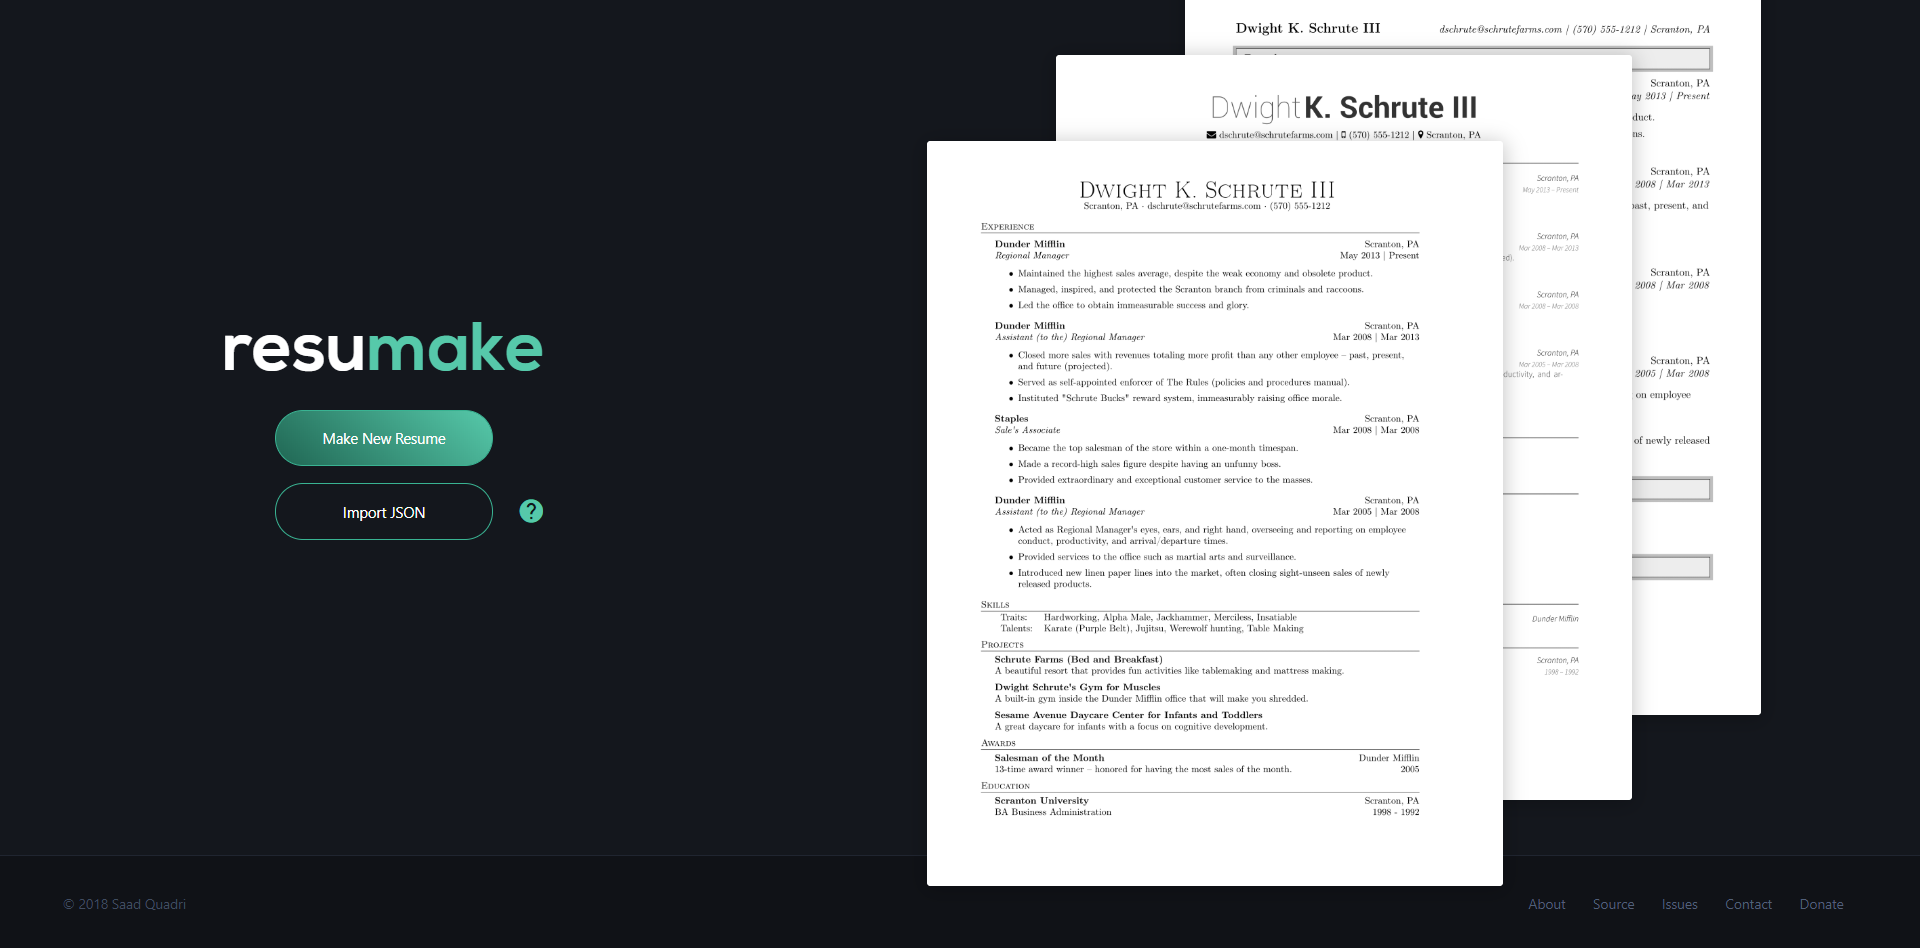 resumake
Make New Resume
Import JSON
?
Dwight K. Schrute III
dschrute@schrutefarms.com | (570) 555-1212 | Scranton, PA
Scranton, PA
May 2013 | Present
duct.
ns.
Scranton, PA
2008 | Mar 2013
past, present, and
Scranton, PA
2008 | Mar 2008
Scranton, PA
2005 | Mar 2008
on employee
of newly released
Dwight K. Schrute III
dschrute@schrutefarms.com | (570) 555-1212 | Scranton, PA
Scranton, PA
May 2013 – Present
Scranton, PA
Mar 2008 – Mar 2013
ed).
Scranton, PA
Mar 2008 – Mar 2008
Scranton, PA
Mar 2005 – Mar 2008
ductivity, and ar-
Dunder Mifflin
Scranton, PA
1998 – 1992
Dwight K. Schrute III
Scranton, PA · dschrute@schrutefarms.com · (570) 555-1212
Experience
Dunder Mifflin Scranton, PA
Regional Manager May 2013 | Present
• Maintained the highest sales average, despite the weak economy and obsolete product.
• Managed, inspired, and protected the Scranton branch from criminals and raccoons.
• Led the office to obtain immeasurable success and glory.
Dunder Mifflin Scranton, PA
Assistant (to the) Regional Manager Mar 2008 | Mar 2013
• Closed more sales with revenues totaling more profit than any other employee – past, present,
and future (projected).
• Served as self-appointed enforcer of The Rules (policies and procedures manual).
• Instituted "Schrute Bucks" reward system, immeasurably raising office morale.
Staples Scranton, PA
Sale's Associate Mar 2008 | Mar 2008
• Became the top salesman of the store within a one-month timespan.
• Made a record-high sales figure despite having an unfunny boss.
• Provided extraordinary and exceptional customer service to the masses.
Dunder Mifflin Scranton, PA
Assistant (to the) Regional Manager Mar 2005 | Mar 2008
• Acted as Regional Manager's eyes, ears, and right hand, overseeing and reporting on employee
conduct, productivity, and arrival/departure times.
• Provided services to the office such as martial arts and surveillance.
• Introduced new linen paper lines into the market, often closing sight-unseen sales of newly
released products.
Skills
Traits: Hardworking, Alpha Male, Jackhammer, Merciless, Insatiable
Talents: Karate (Purple Belt), Jujitsu, Werewolf hunting, Table Making
Projects
Schrute Farms (Bed and Breakfast)
A beautiful resort that provides fun activities like tablemaking and mattress making.
Dwight Schrute's Gym for Muscles
A built-in gym inside the Dunder Mifflin office that will make you shredded.
Sesame Avenue Daycare Center for Infants and Toddlers
A great daycare for infants with a focus on cognitive development.
Awards
Salesman of the Month Dunder Mifflin
13-time award winner – honored for having the most sales of the month. 2005
Education
Scranton University Scranton, PA
BA Business Administration 1998 - 1992
© 2018 Saad Quadri
About Source Issues Contact Donate